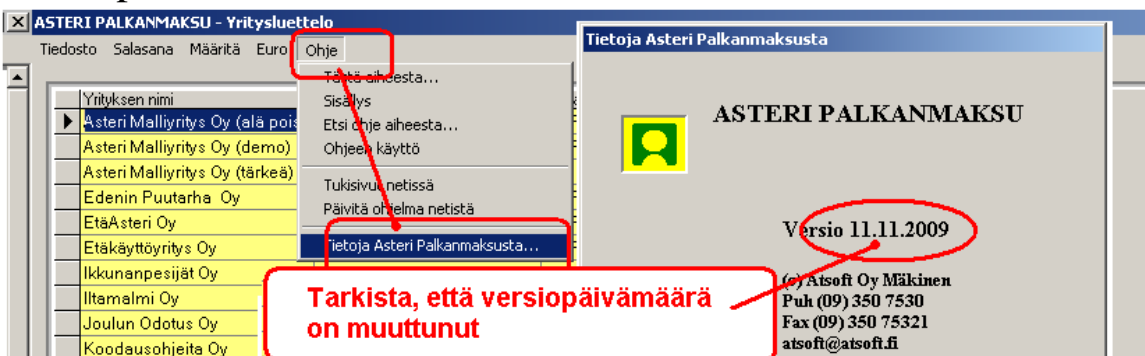 ASTERI PALKANMAKSU - Yritysluettelo
Tiedosto Salasana Määritä Euro Ohje
Tästä aiheesta...
Sisällys
Etsi ohje aiheesta...
Ohjeen käyttö
Tukisivut netissä
Päivitä ohjelma netistä
Tietoja Asteri Palkanmaksusta...
Yrityksen nimi
Asteri Malliyritys Oy (älä pois
Asteri Malliyritys Oy (demo)
Asteri Malliyritys Oy (tärkeä)
Edenin Puutarha Oy
EtäAsteri Oy
Etäkäyttöyritys Oy
Ikkunanpesijät Oy
Iltamalmi Oy
Joulun Odotus Oy
Koodausohjeita Oy
Tarkista, että versiopäivämäärä
on muuttunut
Tietoja Asteri Palkanmaksusta
ASTERI PALKANMAKSU
Versio 11.11.2009
(c) Atsoft Oy Mäkinen
Puh (09) 350 7530
Fax (09) 350 75321
atsoft@atsoft.fi